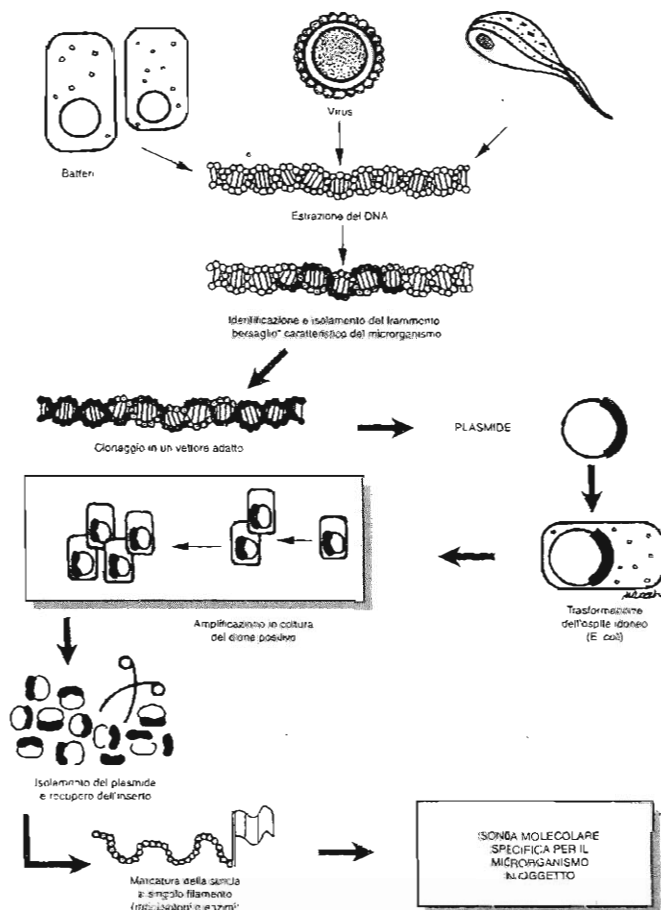 Batteri
Virus
Estrazione del DNA
Identificazione e isolamento del frammento
bersaglio" caratteristico del microrganismo
Clonaggio in un vettore adatto
PLASMIDE
Trasformazione
dell'ospite idoneo
(E. coli)
Amplificazione in coltura
del clone positivo
Isolamento del plasmide
e recupero dell'inserto
Marcatura della
a singolo filamento
SONDA MOLECOLARE
SPECIFICA PER IL
MICRORGANISMO
IN OGGETTO